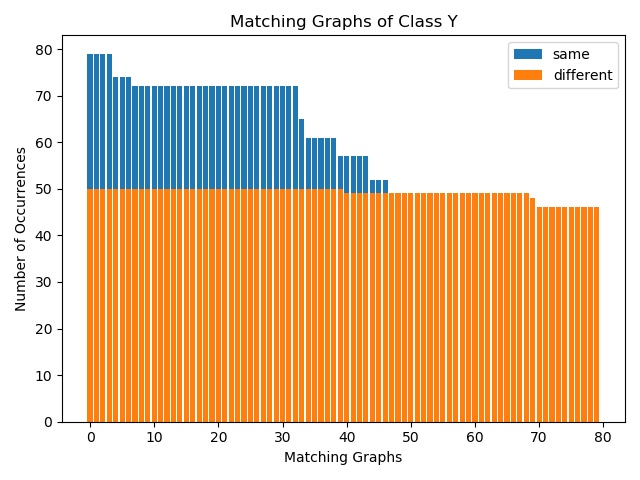 Matching Graphs of Class Y
same
different
Number of Occurrences
80
70
60
50
40
30
20
10
0
0 10 20 30 40 50 60 70 80
Matching Graphs